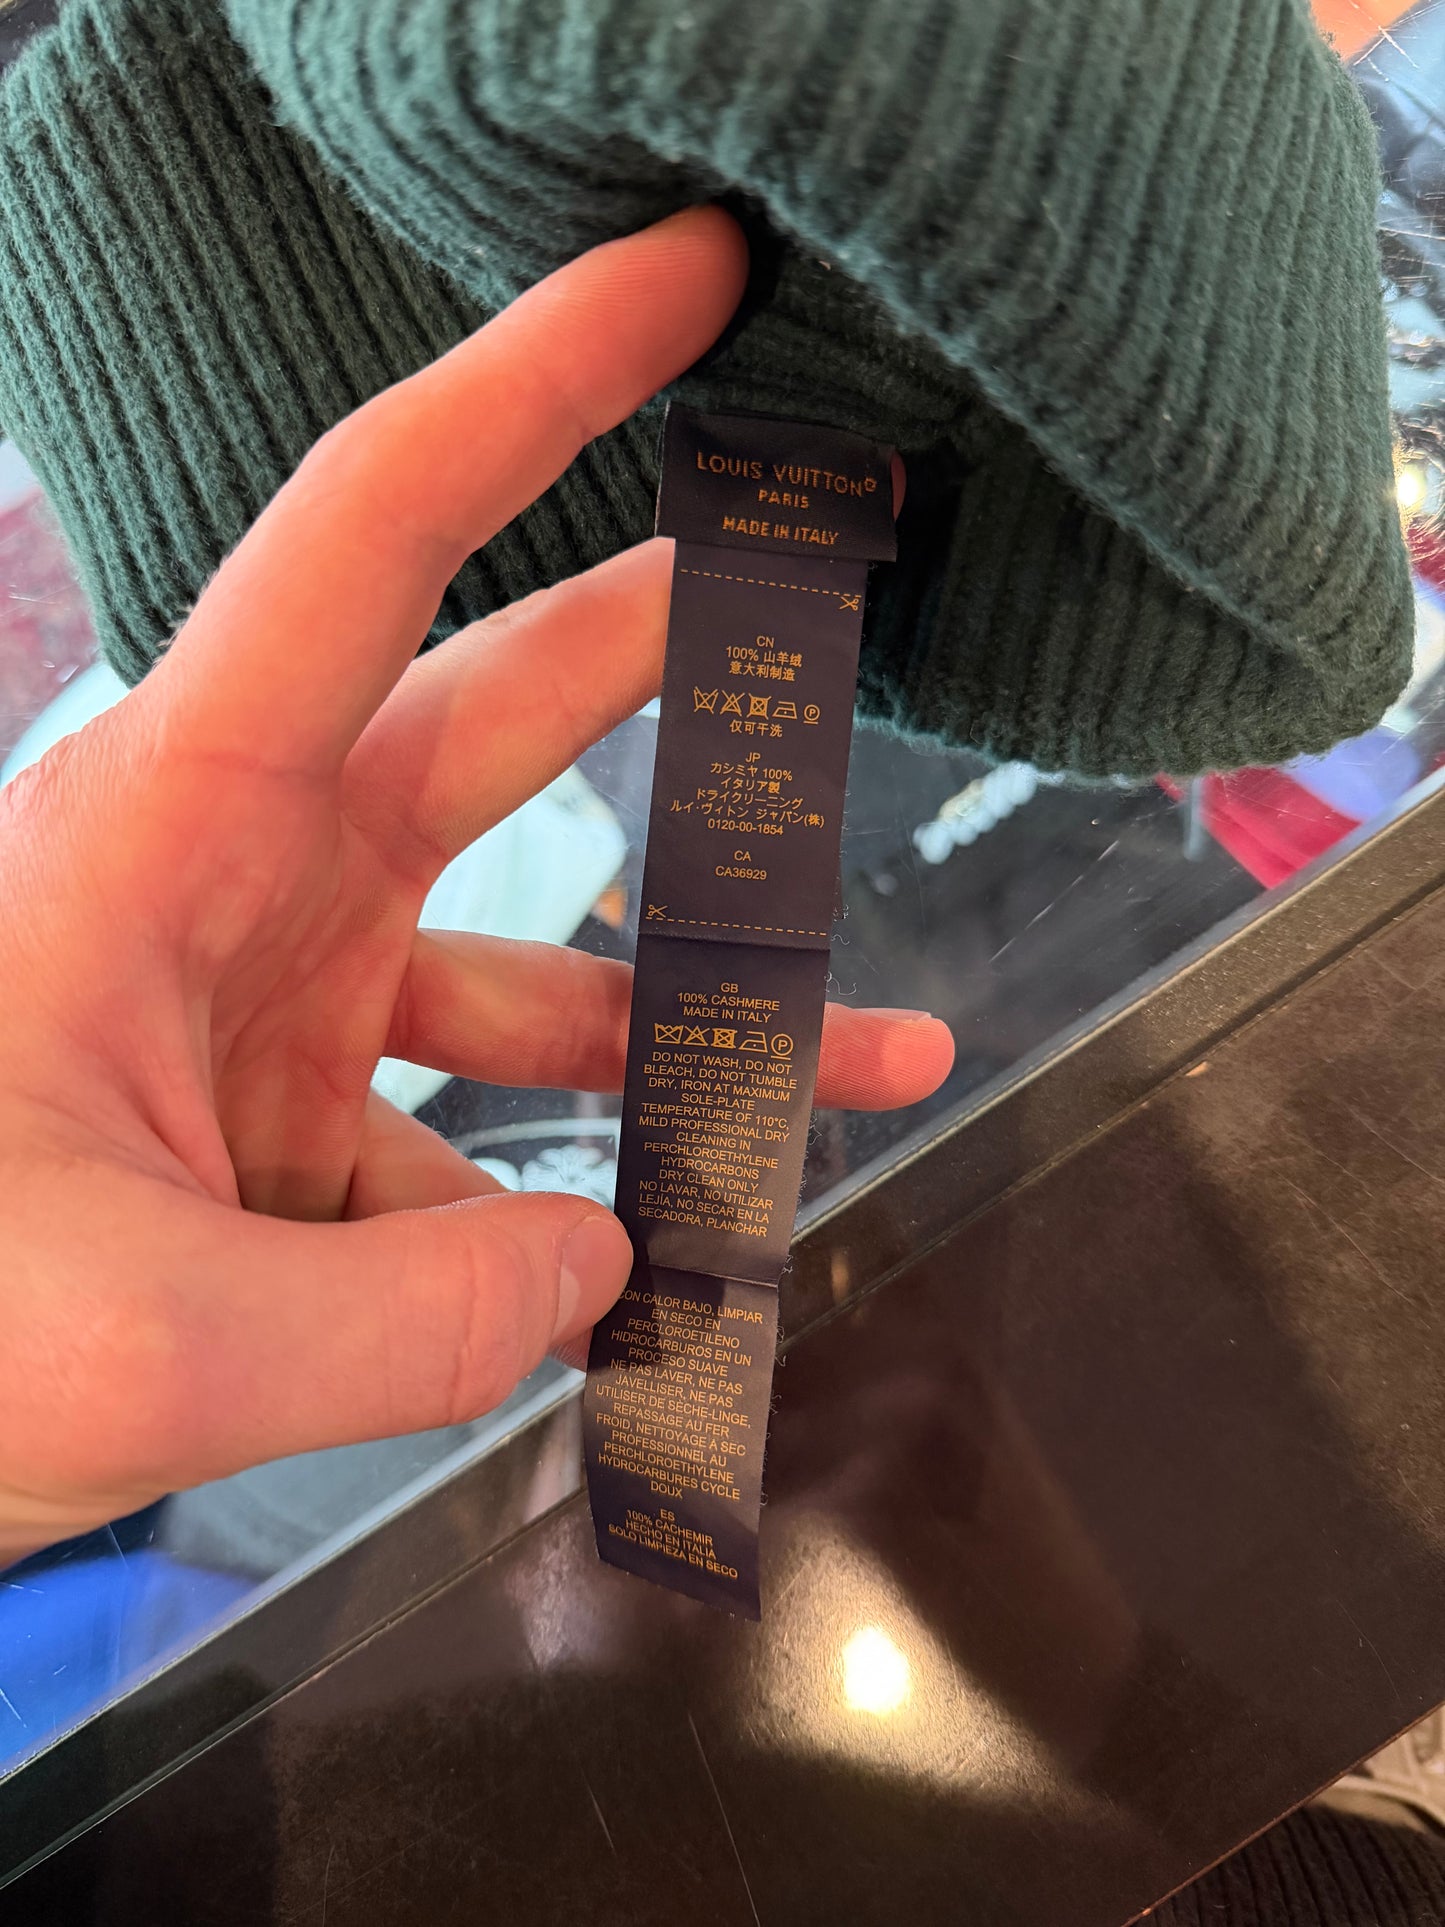 LOUIS VUITTON
PARIS
MADE IN ITALY
CN
100% 山羊绒
意大利制造
P
仅可干洗
JP
カシミヤ 100%
イタリア製
ドライクリーニング
ルイ・ヴィトン ジャパン(株)
0120-00-1854
CA
CA36929
GB
100% CASHMERE
MADE IN ITALY
P
DO NOT WASH, DO NOT
BLEACH, DO NOT TUMBLE
DRY, IRON AT MAXIMUM
SOLE-PLATE
TEMPERATURE OF 110°C,
MILD PROFESSIONAL DRY
CLEANING IN
PERCHLOROETHYLENE
HYDROCARBONS
DRY CLEAN ONLY
NO LAVAR, NO UTILIZAR
LEJÍA, NO SECAR EN LA
SECADORA, PLANCHAR
CON CALOR BAJO, LIMPIAR
EN SECO EN
PERCLOROETILENO
HIDROCARBUROS EN UN
PROCESO SUAVE
NE PAS LAVER, NE PAS
JAVELLISER, NE PAS
UTILISER DE SÈCHE-LINGE,
REPASSAGE AU FER
FROID, NETTOYAGE À SEC
PROFESSIONNEL AU
PERCHLOROETHYLENE
HYDROCARBURES CYCLE
DOUX
ES
100% CACHEMIR
HECHO EN ITALIA
SOLO LIMPIEZA EN SECO